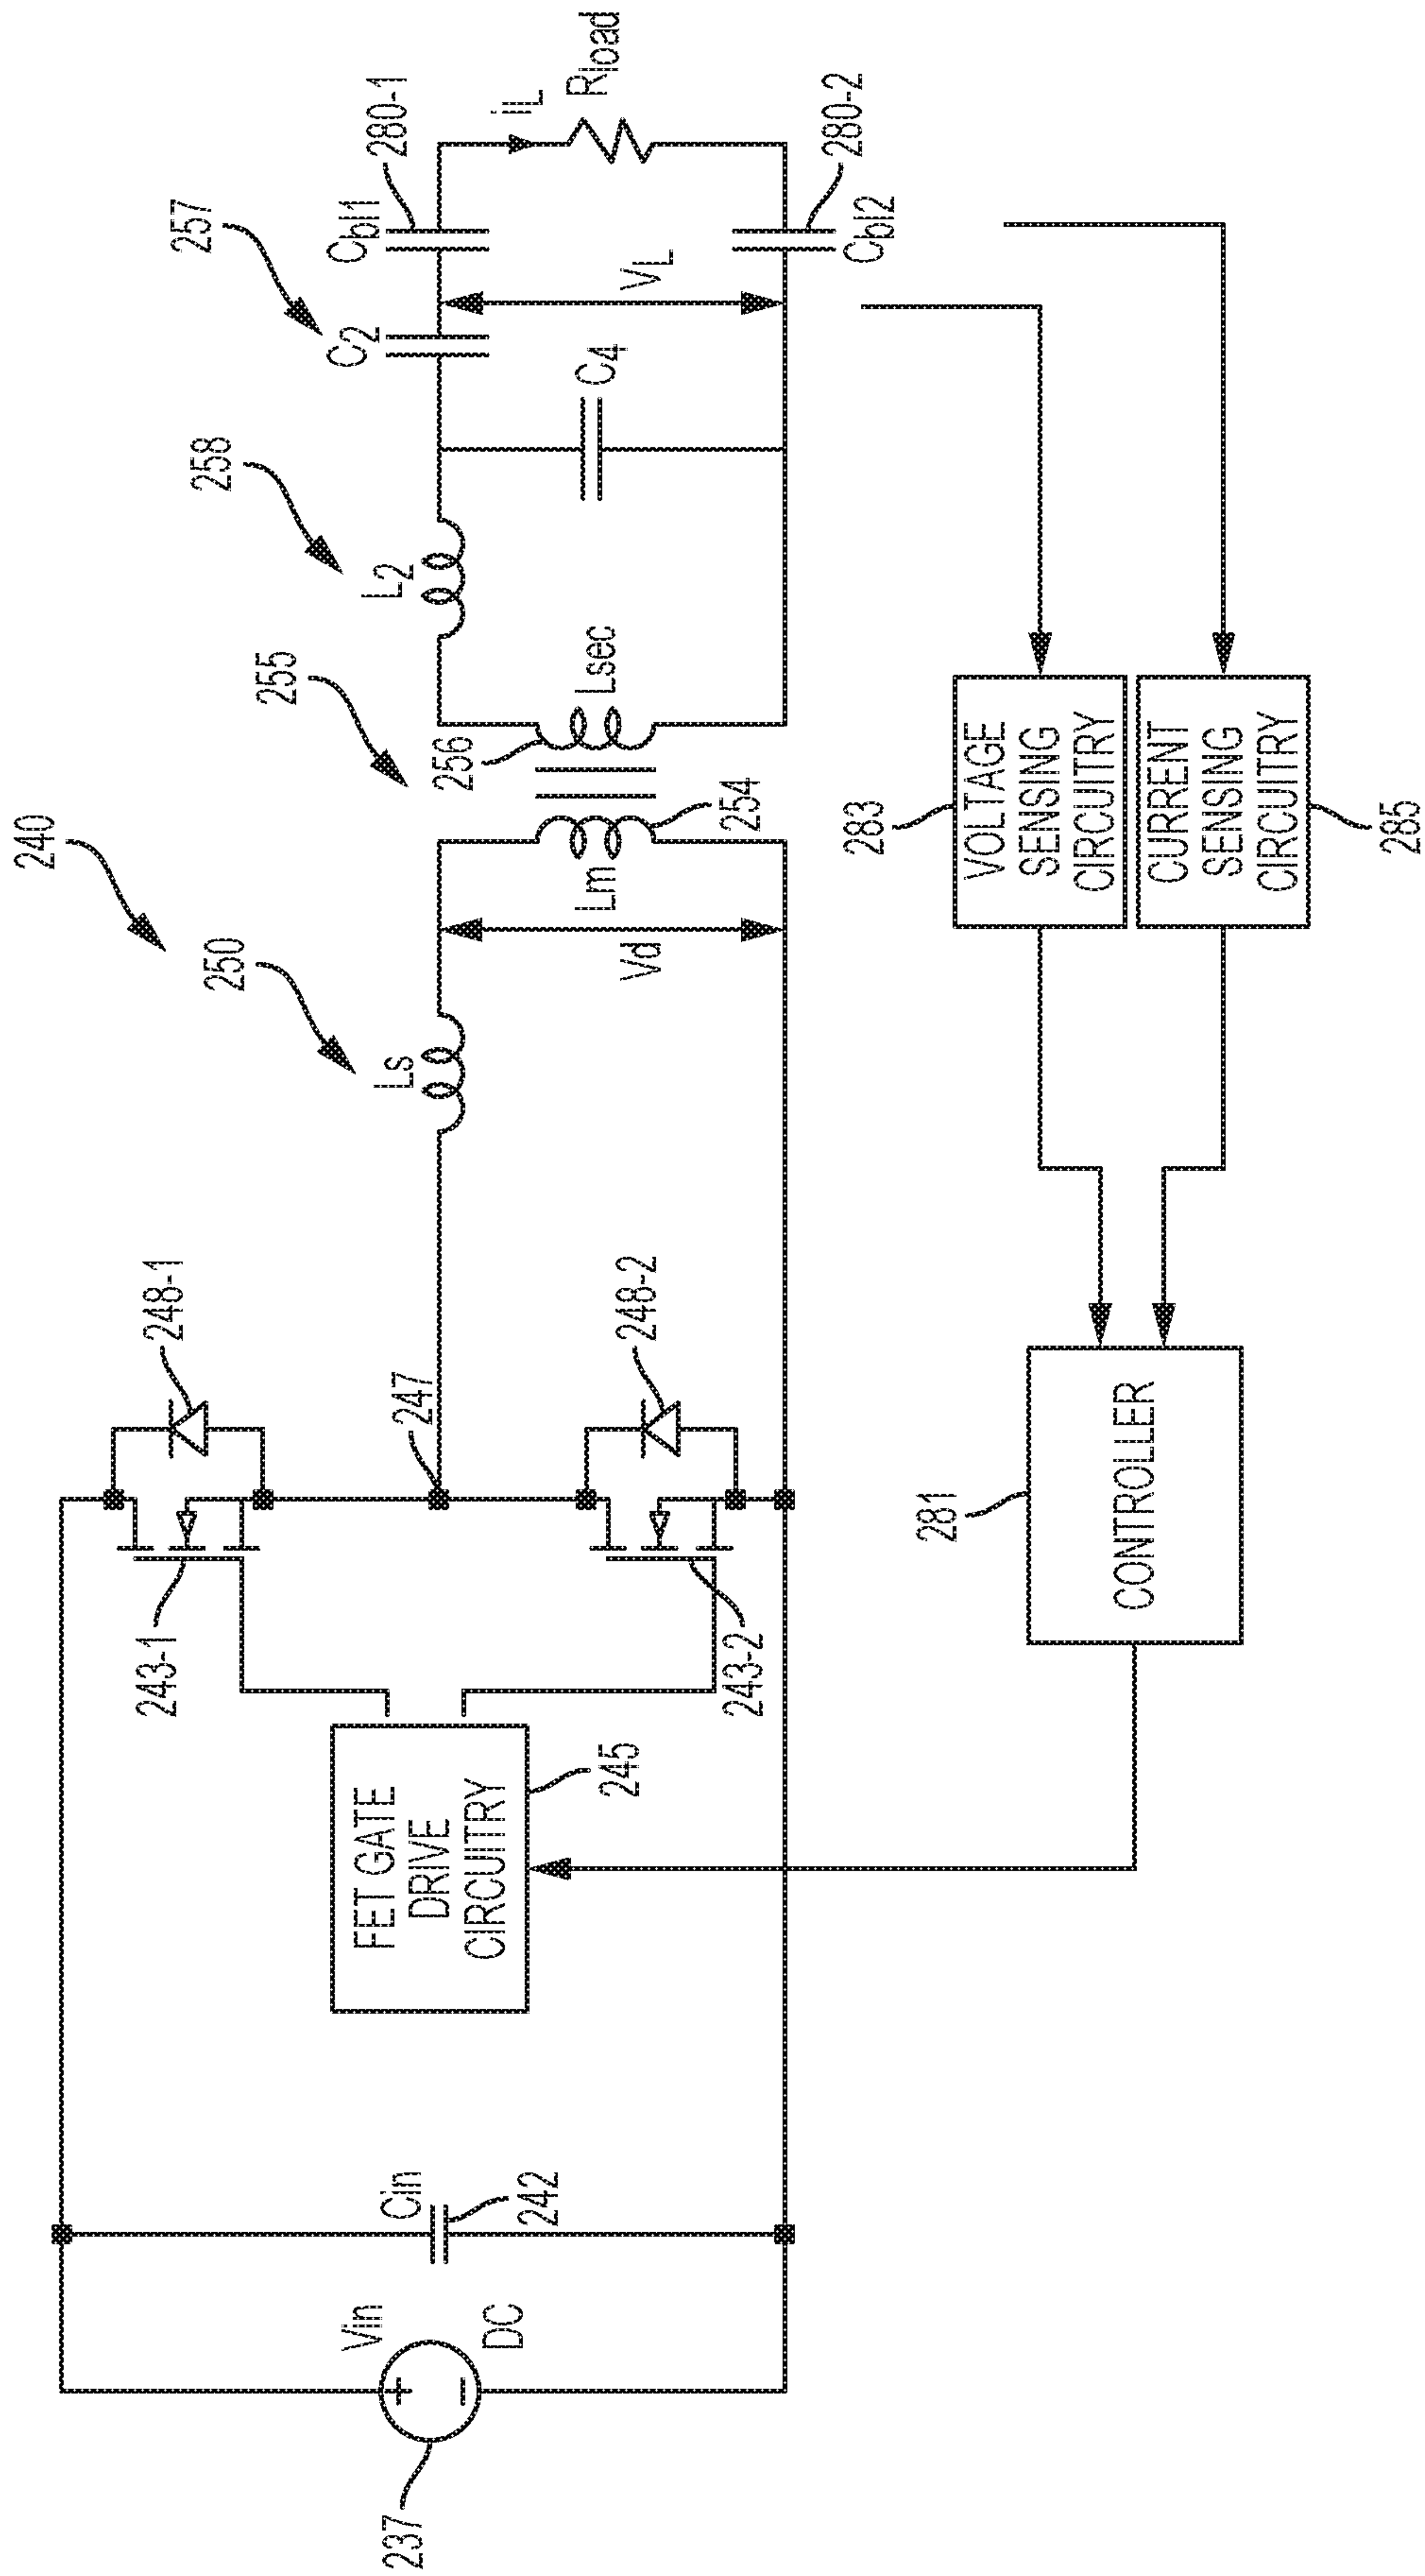 240
250
255
258
257
237
Vin
DC
Cin
242
FET GATE
DRIVE
CIRCUITRY
245
243-1
248-1
247
243-2
248-2
Ls
Vd
Lm
254
256
Lsec
L2
C4
C2
VL
Cbl1
280-1
iL
Rload
Cbl2
280-2
281
CONTROLLER
283
VOLTAGE
SENSING
CIRCUITRY
CURRENT
SENSING
CIRCUITRY
285